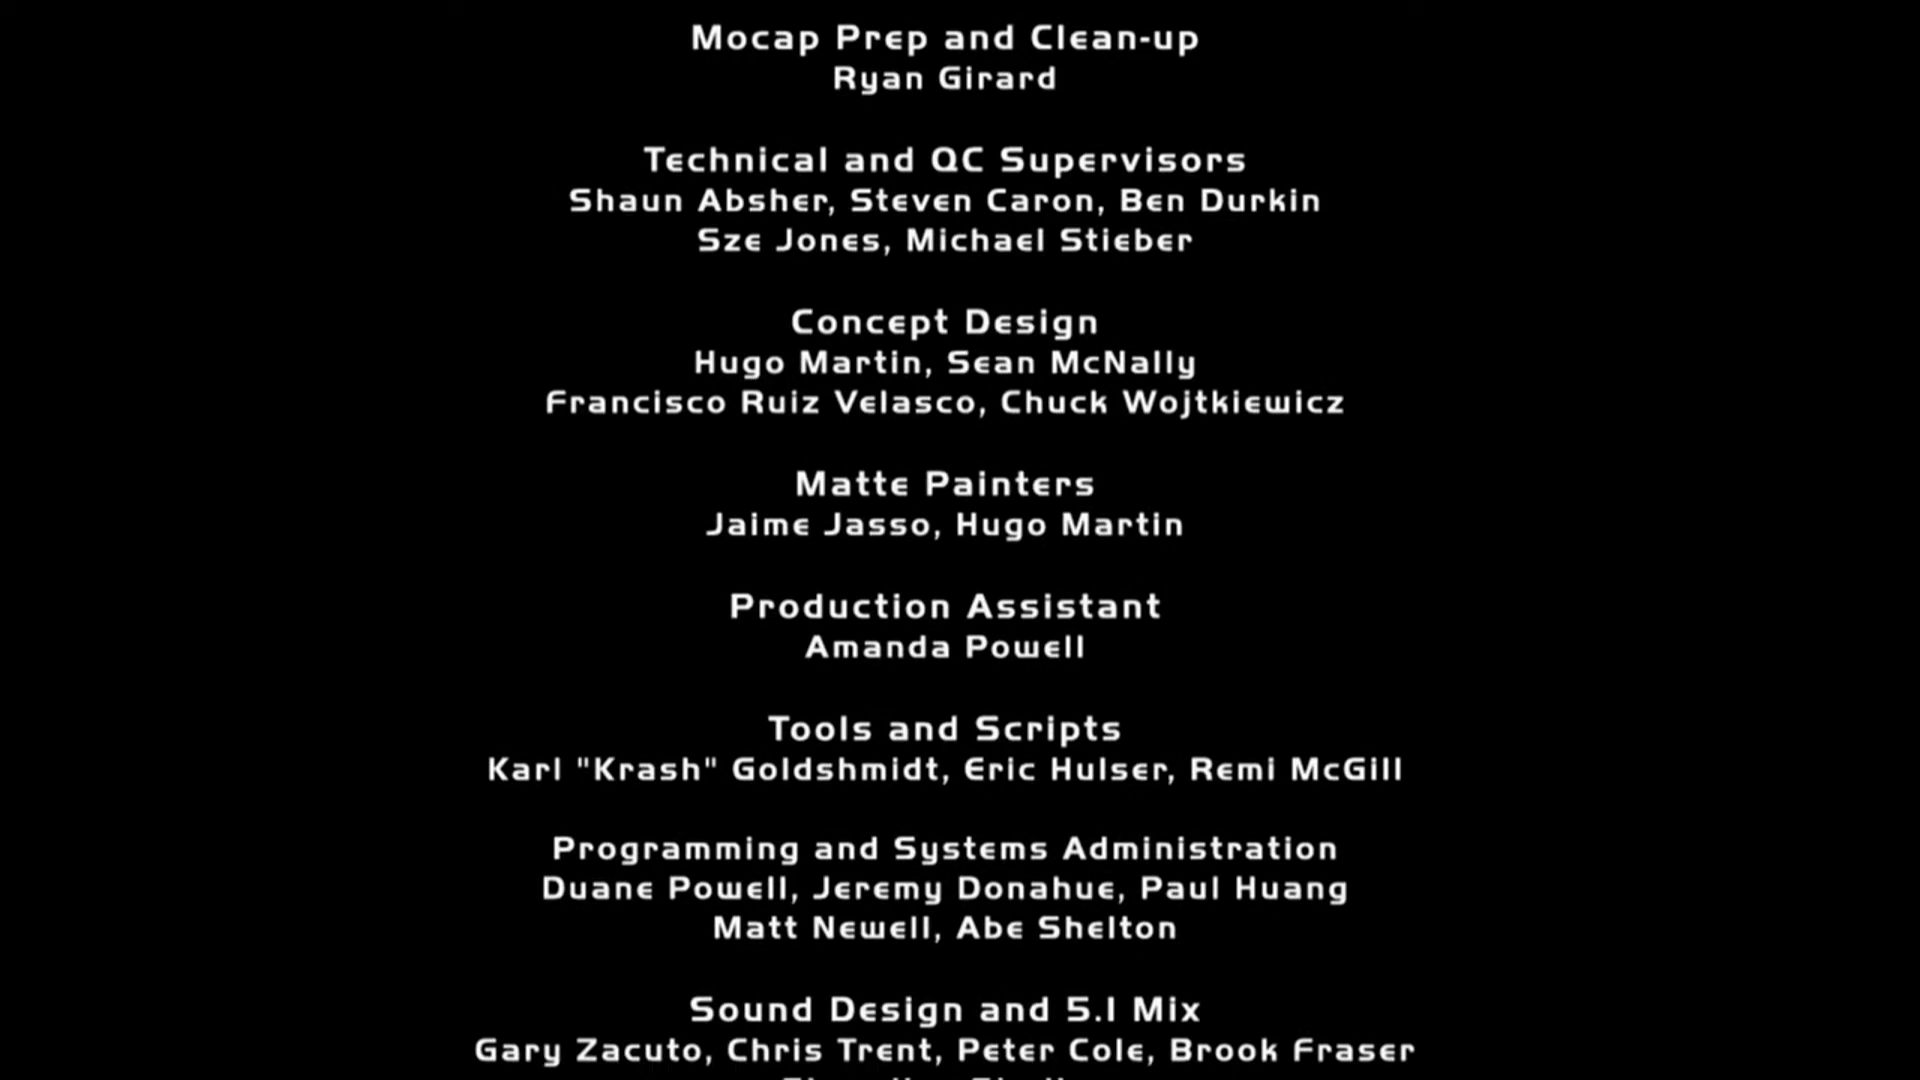 Mocap Prep and Clean-up
Ryan Girard
Technical and QC Supervisors
Shaun Absher, Steven Caron, Ben Durkin
Sze Jones, Michael Stieber
Concept Design
Hugo Martin, Sean McNally
Francisco Ruiz Velasco, Chuck Wojtkiewicz
Matte Painters
Jaime Jasso, Hugo Martin
Production Assistant
Amanda Powell
Tools and Scripts
Karl "Krash" Goldshmidt, Eric Hulser, Remi McGill
Programming and Systems Administration
Duane Powell, Jeremy Donahue, Paul Huang
Matt Newell, Abe Shelton
Sound Design and 5.1 Mix
Gary Zacuto, Chris Trent, Peter Cole, Brook Fraser